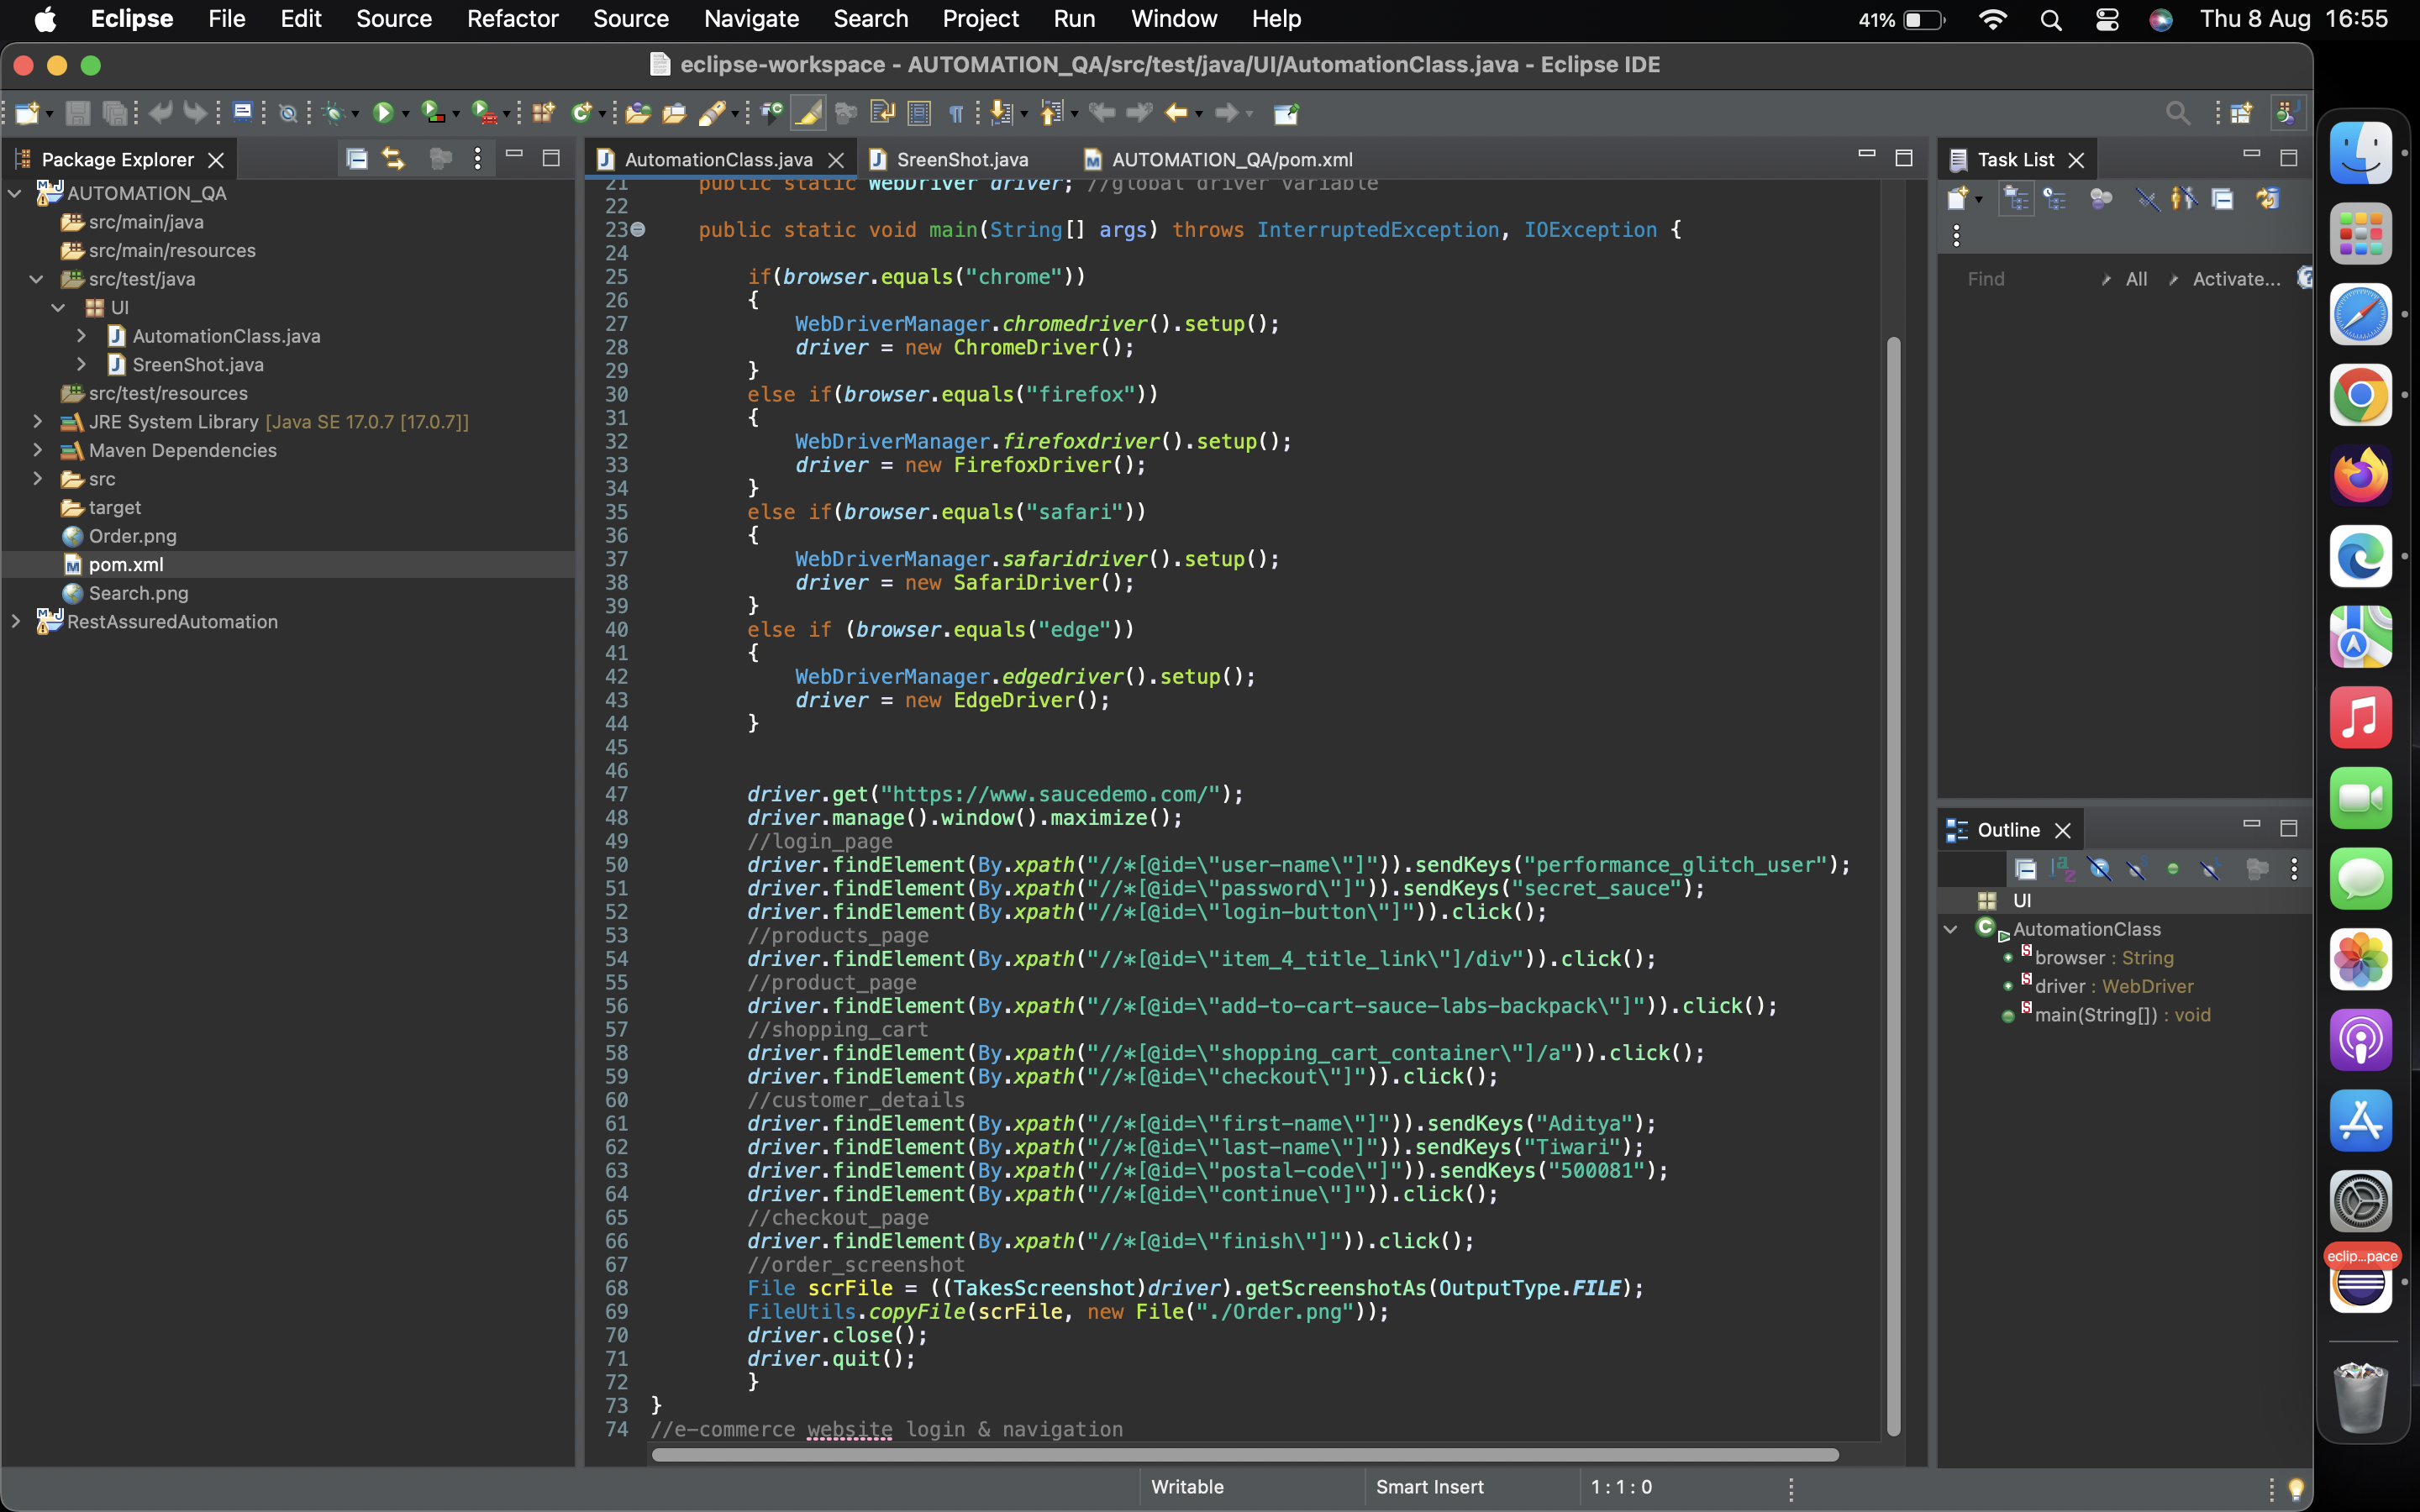 Eclipse File Edit Source Refactor Source Navigate Search Project Run Window Help 41% Thu 8 Aug 16:55
eclipse-workspace - AUTOMATION_QA/src/test/java/UI/AutomationClass.java - Eclipse IDE
Package Explorer
AUTOMATION_QA
src/main/java
src/main/resources
src/test/java
UI
AutomationClass.java
SreenShot.java
src/test/resources
JRE System Library [Java SE 17.0.7 [17.0.7]]
Maven Dependencies
src
target
Order.png
pom.xml
Search.png
RestAssuredAutomation
AutomationClass.java SreenShot.java AUTOMATION_QA/pom.xml
21 public static WebDriver driver; //global driver variable
22
23 public static void main(String[] args) throws InterruptedException, IOException {
24
25 if(browser.equals("chrome"))
26 {
27 WebDriverManager.chromedriver().setup();
28 driver = new ChromeDriver();
29 }
30 else if(browser.equals("firefox"))
31 {
32 WebDriverManager.firefoxdriver().setup();
33 driver = new FirefoxDriver();
34 }
35 else if(browser.equals("safari"))
36 {
37 WebDriverManager.safaridriver().setup();
38 driver = new SafariDriver();
39 }
40 else if (browser.equals("edge"))
41 {
42 WebDriverManager.edgedriver().setup();
43 driver = new EdgeDriver();
44 }
45
46
47 driver.get("https://www.saucedemo.com/");
48 driver.manage().window().maximize();
49 //login_page
50 driver.findElement(By.xpath("//*[@id=\"user-name\"]")).sendKeys("performance_glitch_user");
51 driver.findElement(By.xpath("//*[@id=\"password\"]")).sendKeys("secret_sauce");
52 driver.findElement(By.xpath("//*[@id=\"login-button\"]")).click();
53 //products_page
54 driver.findElement(By.xpath("//*[@id=\"item_4_title_link\"]/div")).click();
55 //product_page
56 driver.findElement(By.xpath("//*[@id=\"add-to-cart-sauce-labs-backpack\"]")).click();
57 //shopping_cart
58 driver.findElement(By.xpath("//*[@id=\"shopping_cart_container\"]/a")).click();
59 driver.findElement(By.xpath("//*[@id=\"checkout\"]")).click();
60 //customer_details
61 driver.findElement(By.xpath("//*[@id=\"first-name\"]")).sendKeys("Aditya");
62 driver.findElement(By.xpath("//*[@id=\"last-name\"]")).sendKeys("Tiwari");
63 driver.findElement(By.xpath("//*[@id=\"postal-code\"]")).sendKeys("500081");
64 driver.findElement(By.xpath("//*[@id=\"continue\"]")).click();
65 //checkout_page
66 driver.findElement(By.xpath("//*[@id=\"finish\"]")).click();
67 //order_screenshot
68 File scrFile = ((TakesScreenshot)driver).getScreenshotAs(OutputType.FILE);
69 FileUtils.copyFile(scrFile, new File("./Order.png"));
70 driver.close();
71 driver.quit();
72 }
73 }
74 //e-commerce website login & navigation
Task List
Find All Activate...
Outline
UI
AutomationClass
browser : String
driver : WebDriver
main(String[]) : void
eclip...pace
Writable Smart Insert 1 : 1 : 0